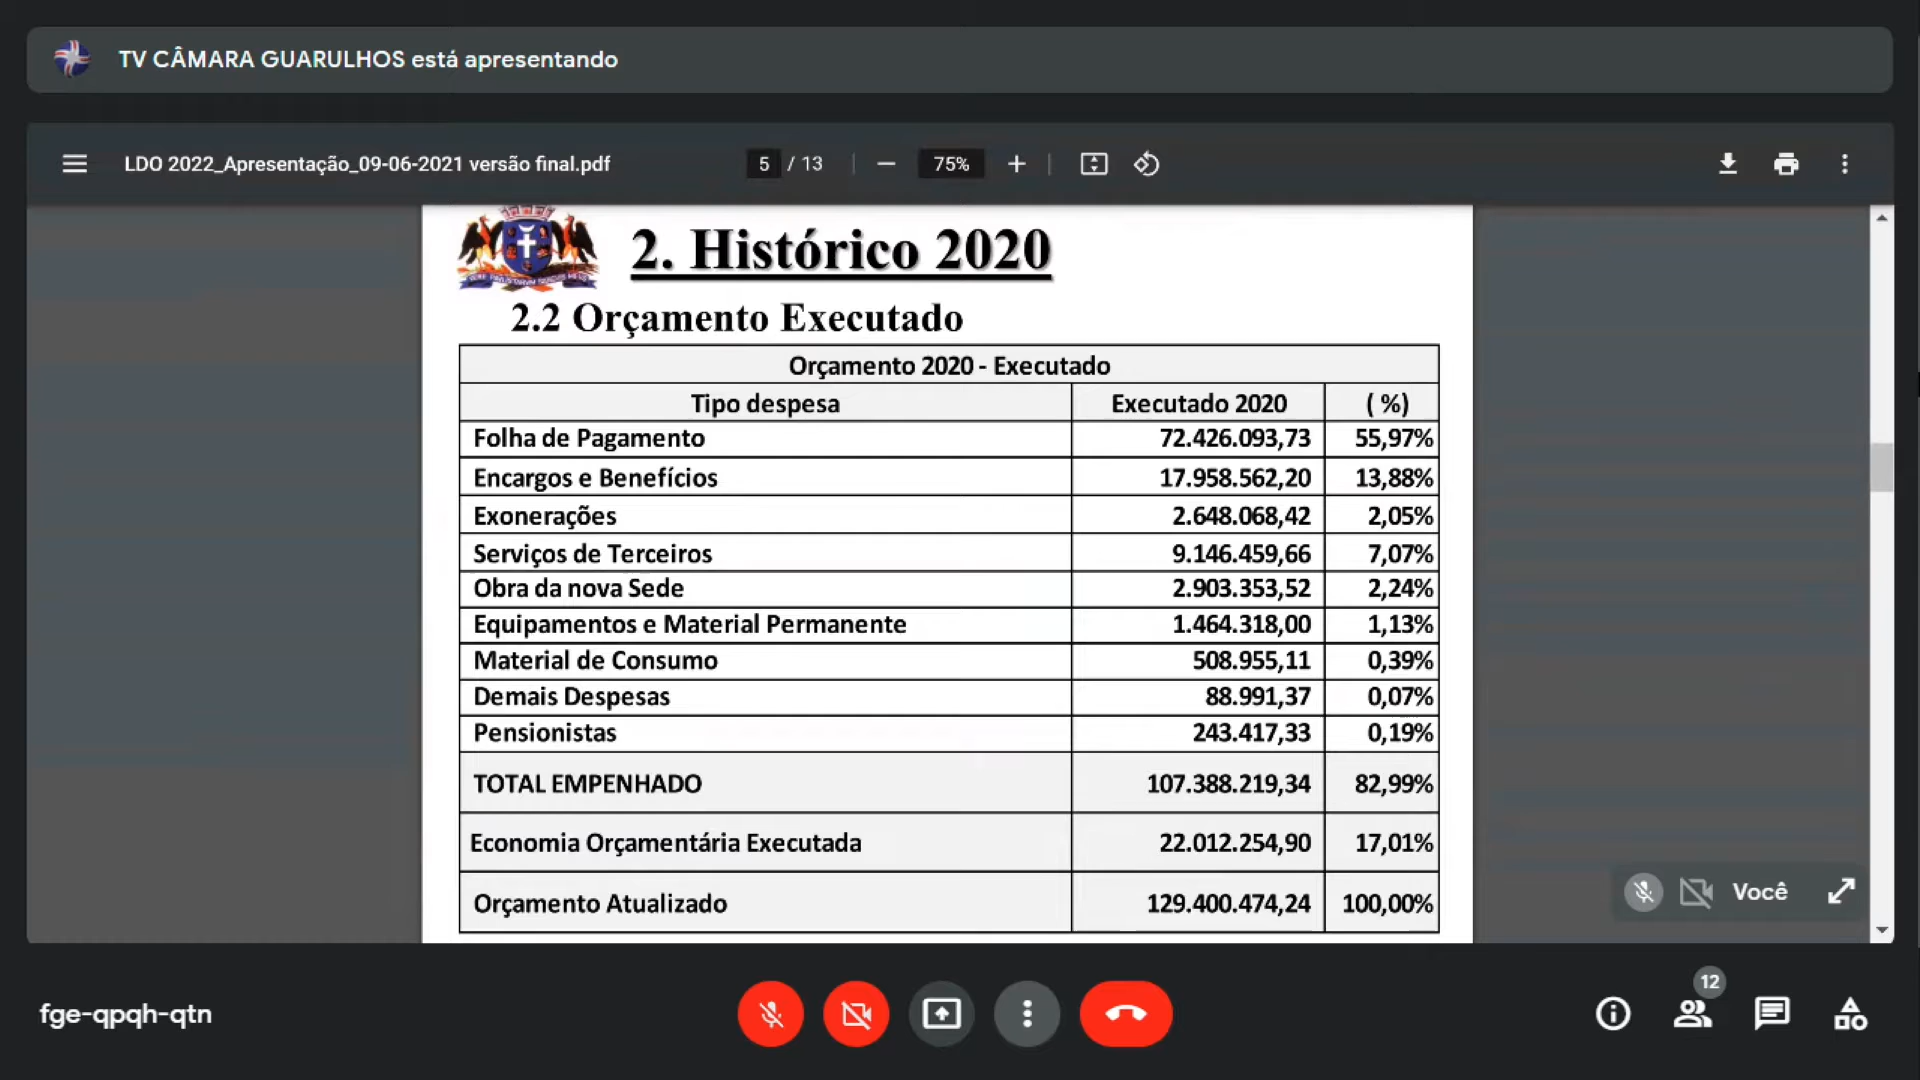 TV CÂMARA GUARULHOS está apresentando
LDO 2022_Apresentação_09-06-2021 versão final.pdf 5 / 13 75%
2. Histórico 2020
2.2 Orçamento Executado
Orçamento 2020 - Executado
Tipo despesa Executado 2020 ( %)
Folha de Pagamento 72.426.093,73 55,97%
Encargos e Benefícios 17.958.562,20 13,88%
Exonerações 2.648.068,42 2,05%
Serviços de Terceiros 9.146.459,66 7,07%
Obra da nova Sede 2.903.353,52 2,24%
Equipamentos e Material Permanente 1.464.318,00 1,13%
Material de Consumo 508.955,11 0,39%
Demais Despesas 88.991,37 0,07%
Pensionistas 243.417,33 0,19%
TOTAL EMPENHADO 107.388.219,34 82,99%
Economia Orçamentária Executada 22.012.254,90 17,01%
Orçamento Atualizado 129.400.474,24 100,00%
Você
12
fge-qpqh-qtn